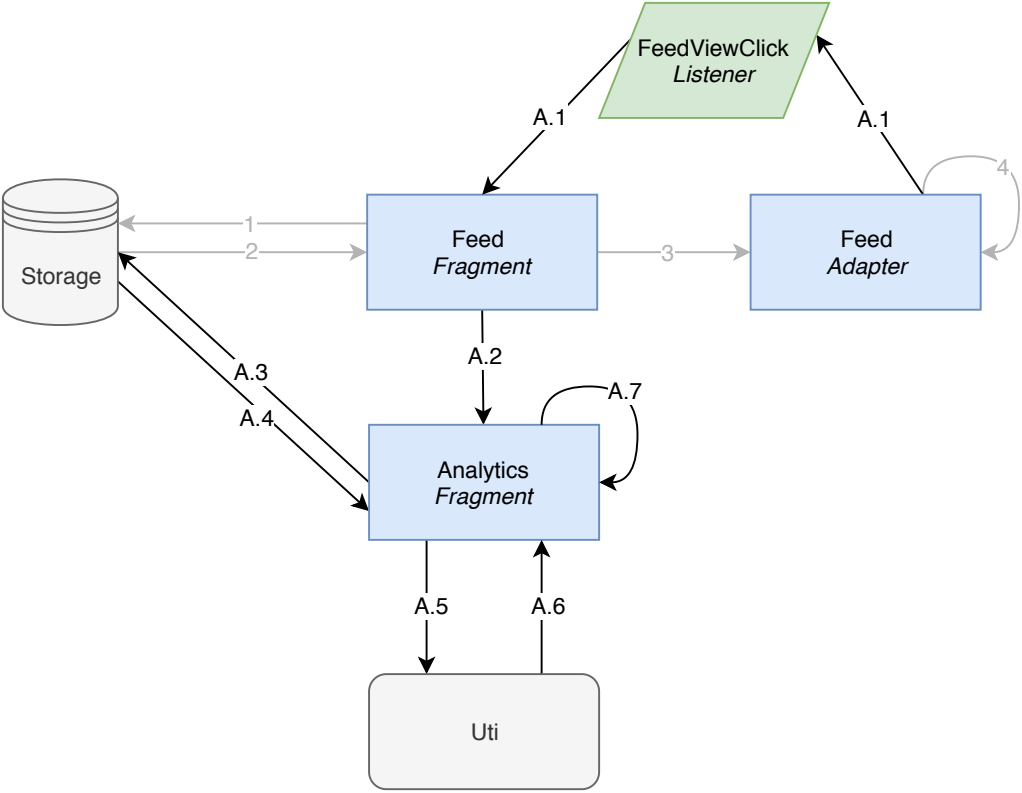 FeedViewClick
Listener
A.1
A.1
4
1
2
Storage
Feed
Fragment
3
Feed
Adapter
A.2
A.3
A.4
A.7
Analytics
Fragment
A.5
A.6
Uti